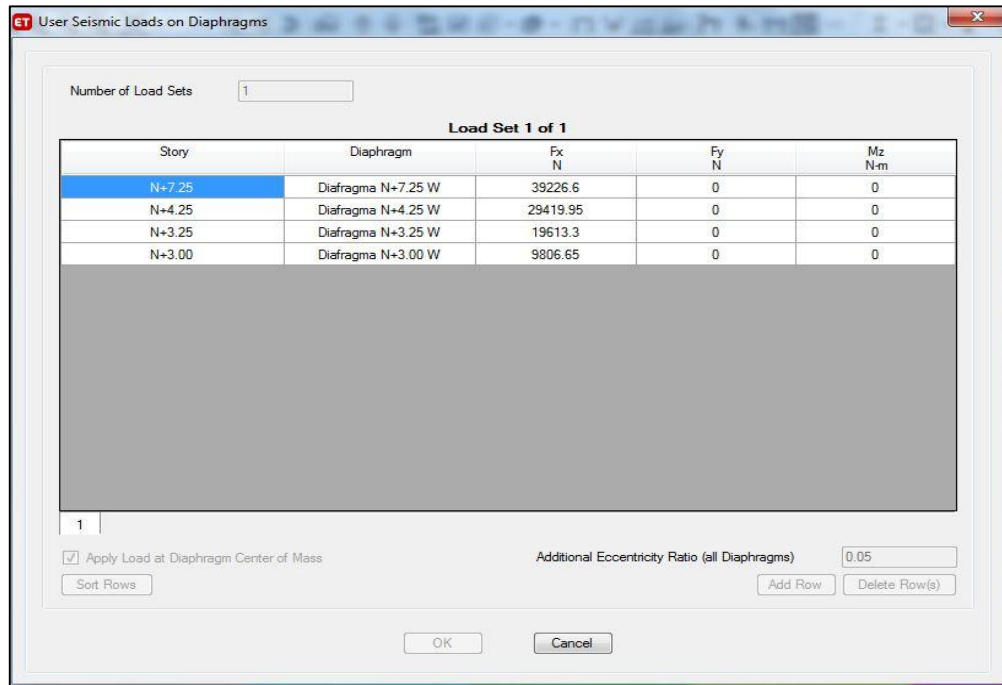 ET User Seismic Loads on Diaphragms
Number of Load Sets 1
Load Set 1 of 1
Story Diaphragm Fx N Fy N Mz N-m
N+7.25 Diafragma N+7.25 W 39226.6 0 0
N+4.25 Diafragma N+4.25 W 29419.95 0 0
N+3.25 Diafragma N+3.25 W 19613.3 0 0
N+3.00 Diafragma N+3.00 W 9806.65 0 0
1
Apply Load at Diaphragm Center of Mass Additional Eccentricity Ratio (all Diaphragms) 0.05
Sort Rows Add Row Delete Row(s)
OK Cancel